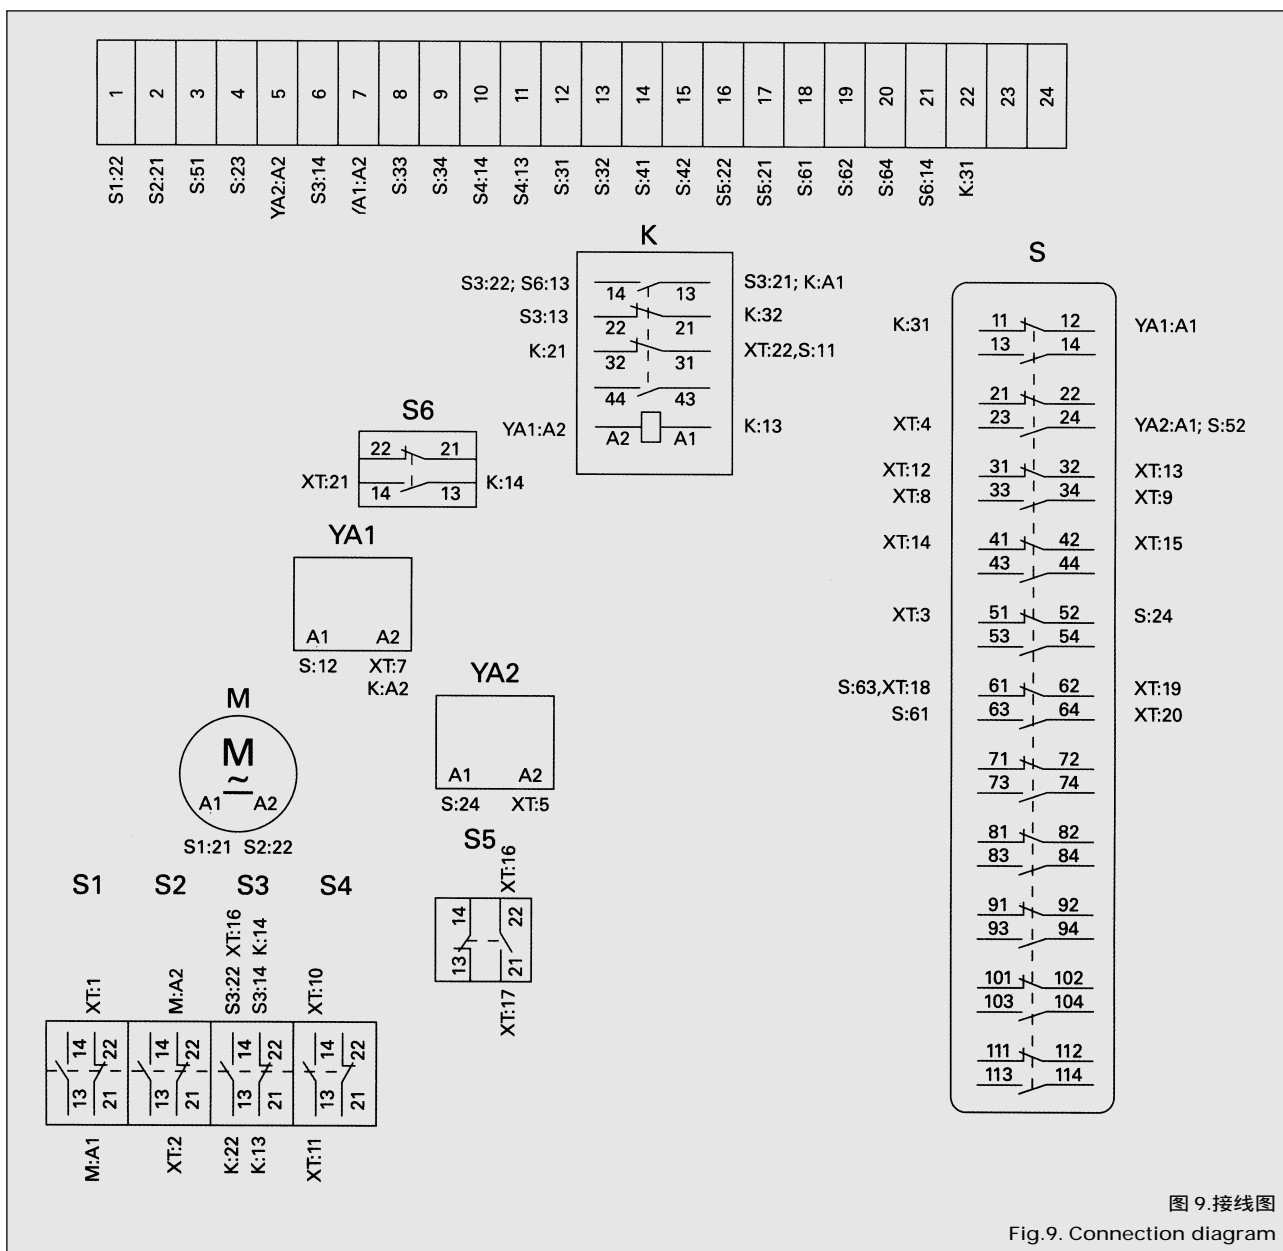 1 2 3 4 5 6 7 8 9 10 11 12 13 14 15 16 17 18 19 20 21 22 23 24
S1:22 S2:21 S:51 S:23 YA2:A2 S3:14 YA1:A2 S:33 S:34 S4:14 S4:13 S:31 S:32 S:41 S:42 S5:22 S5:21 S:61 S:62 S:64 S6:14 K:31
K
S3:22; S6:13 14 13 S3:21; K:A1
S3:13 22 21 K:32
K:21 32 31 XT:22,S:11
44 43
YA1:A2 A2 A1 K:13
S
K:31 11 12 YA1:A1
13 14
21 22
XT:4 23 24 YA2:A1; S:52
XT:12 31 32 XT:13
XT:8 33 34 XT:9
XT:14 41 42 XT:15
43 44
XT:3 51 52 S:24
53 54
S:63,XT:18 61 62 XT:19
S:61 63 64 XT:20
71 72
73 74
81 82
83 84
91 92
93 94
101 102
103 104
111 112
113 114
S6
22 21
XT:21 14 13 K:14
YA1
A1 A2
S:12 XT:7
K:A2
YA2
A1 A2
S:24 XT:5
M
M
~
A1 A2
S1:21 S2:22
S5
XT:16
14 22
13 21
XT:17
S1 S2 S3 S4
XT:16 K:14
XT:1 M:A2 S3:22 S3:14 XT:10
14 22 14 22 14 22 14 22
13 21 13 21 13 21 13 21
M:A1 XT:2 K:22 K:13 XT:11
图 9.接线图
Fig.9. Connection diagram